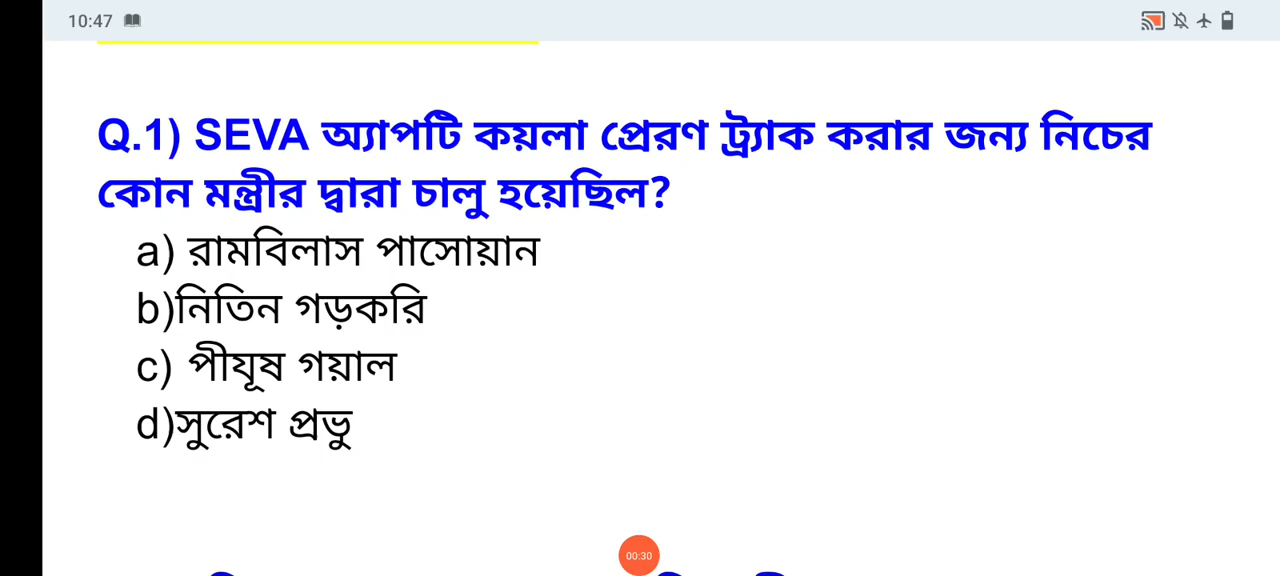 10:47
Q.1) SEVA অ্যাপটি কয়লা প্রেরণ ট্র্যাক করার জন্য নিচের
কোন মন্ত্রীর দ্বারা চালু হয়েছিল?
a) রামবিলাস পাসোয়ান
b)নিতিন গড়করি
c) পীযূষ গয়াল
d)সুরেশ প্রভু
00:30